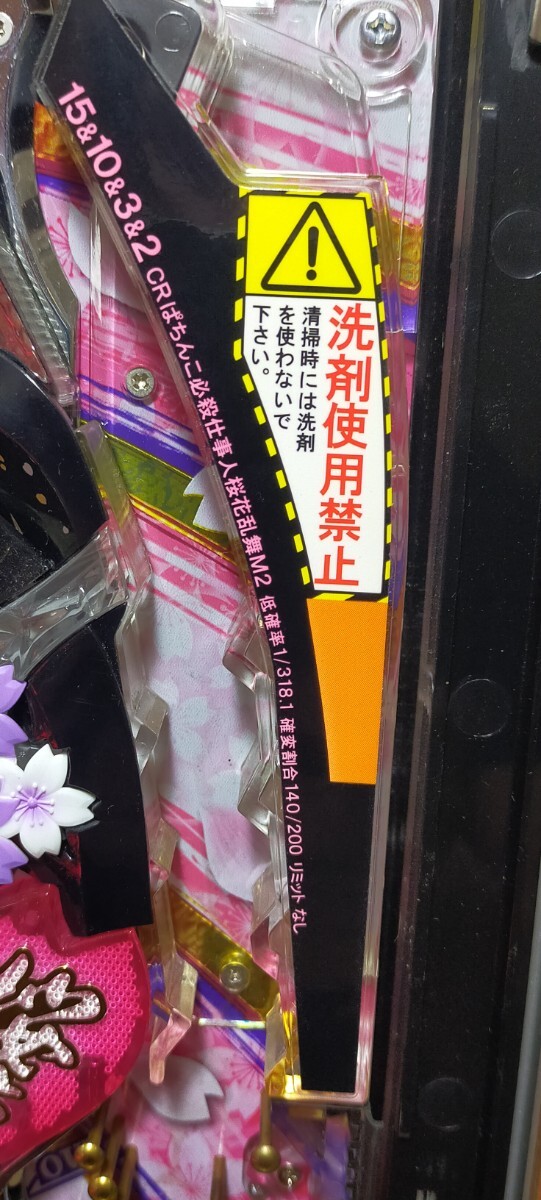 15&10&3&2 CRぱちんこ必殺仕事人桜花乱舞M2 低確率1/318.1 確変割合140/200 リミットなし
洗剤使用禁止
清掃時には洗剤
を使わないで
下さい。